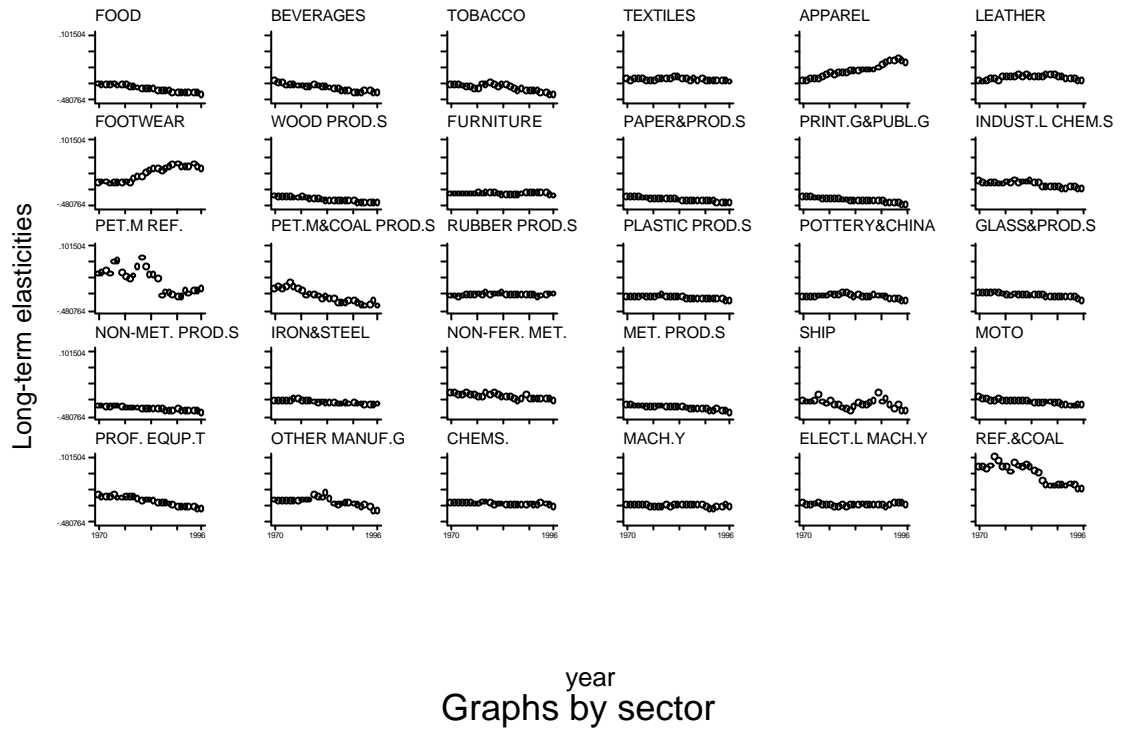 FOOD BEVERAGES TOBACCO TEXTILES APPAREL LEATHER
.101504
-.480764
FOOTWEAR WOOD PROD.S FURNITURE PAPER&PROD.S PRINT.G&PUBL.G INDUST.L CHEM.S
.101504
-.480764
PET.M REF. PET.M&COAL PROD.S RUBBER PROD.S PLASTIC PROD.S POTTERY&CHINA GLASS&PROD.S
.101504
-.480764
NON-MET. PROD.S IRON&STEEL NON-FER. MET. MET. PROD.S SHIP MOTO
.101504
-.480764
PROF. EQUP.T OTHER MANUF.G CHEMS. MACH.Y ELECT.L MACH.Y REF.&COAL
.101504
-.480764
1970 1996 1970 1996 1970 1996 1970 1996 1970 1996 1970 1996
Long-term elasticities
year
Graphs by sector